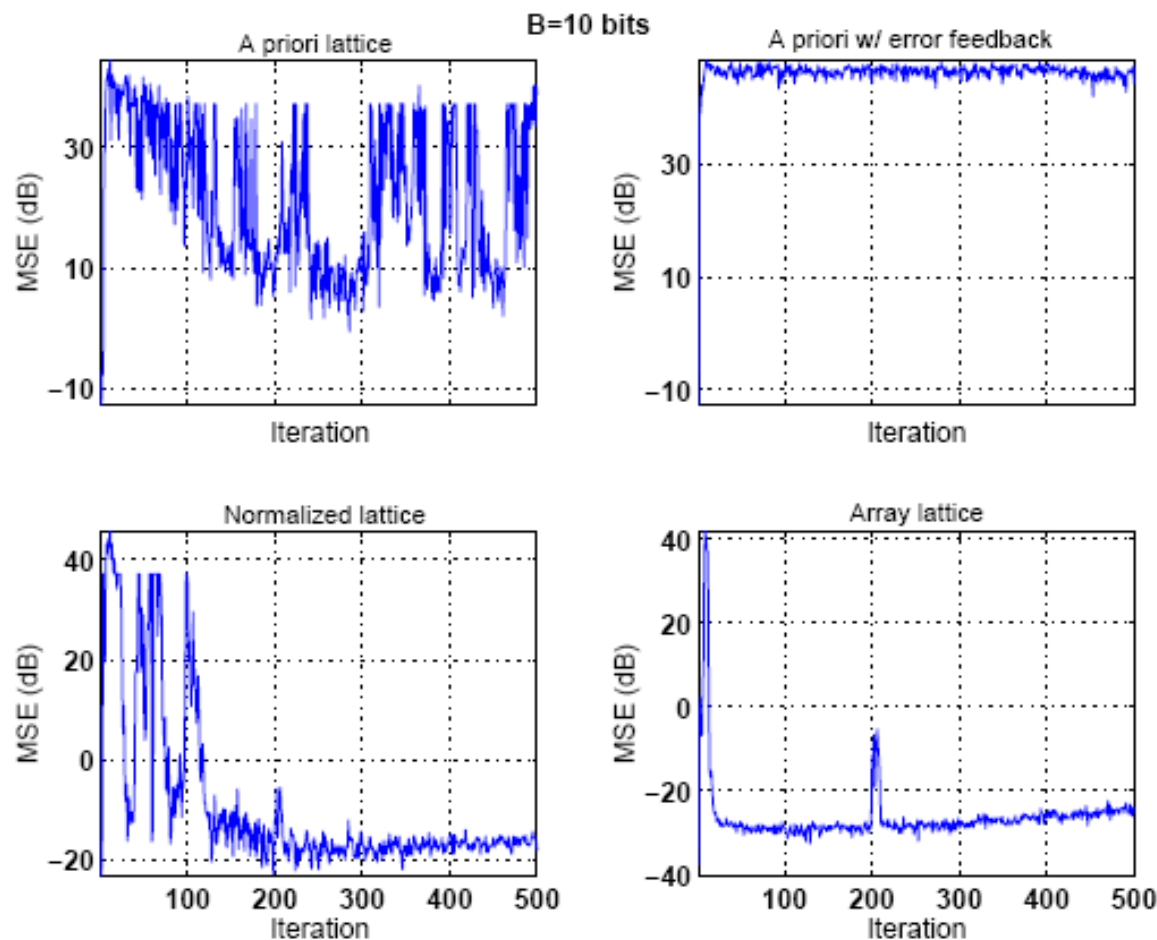 B=10 bits
A priori lattice
30
10
−10
MSE (dB)
Iteration
A priori w/ error feedback
30
10
−10
MSE (dB)
Iteration
Normalized lattice
40
20
0
−20
MSE (dB)
100 200 300 400 500
Iteration
Array lattice
40
20
0
−20
−40
MSE (dB)
100 200 300 400 500
Iteration